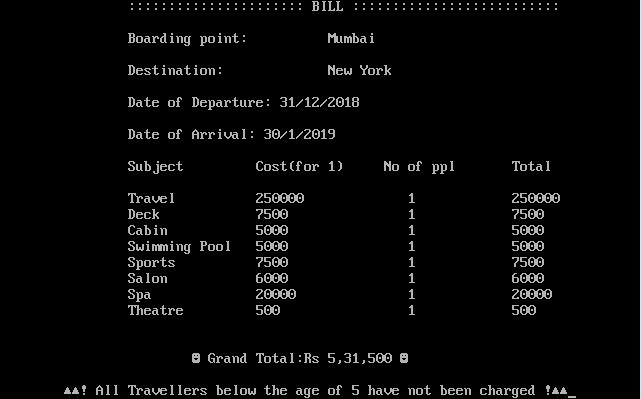 :::::::::::::::::::::: BILL ::::::::::::::::::::::::::
Boarding point: Mumbai
Destination: New York
Date of Departure: 31/12/2018
Date of Arrival: 30/1/2019
Subject Cost(for 1) No of ppl Total
Travel 250000 1 250000
Deck 7500 1 7500
Cabin 5000 1 5000
Swimming Pool 5000 1 5000
Sports 7500 1 7500
Salon 6000 1 6000
Spa 20000 1 20000
Theatre 500 1 500
☻ Grand Total:Rs 5,31,500 ☻
▲▲! All Travellers below the age of 5 have not been charged !▲▲_